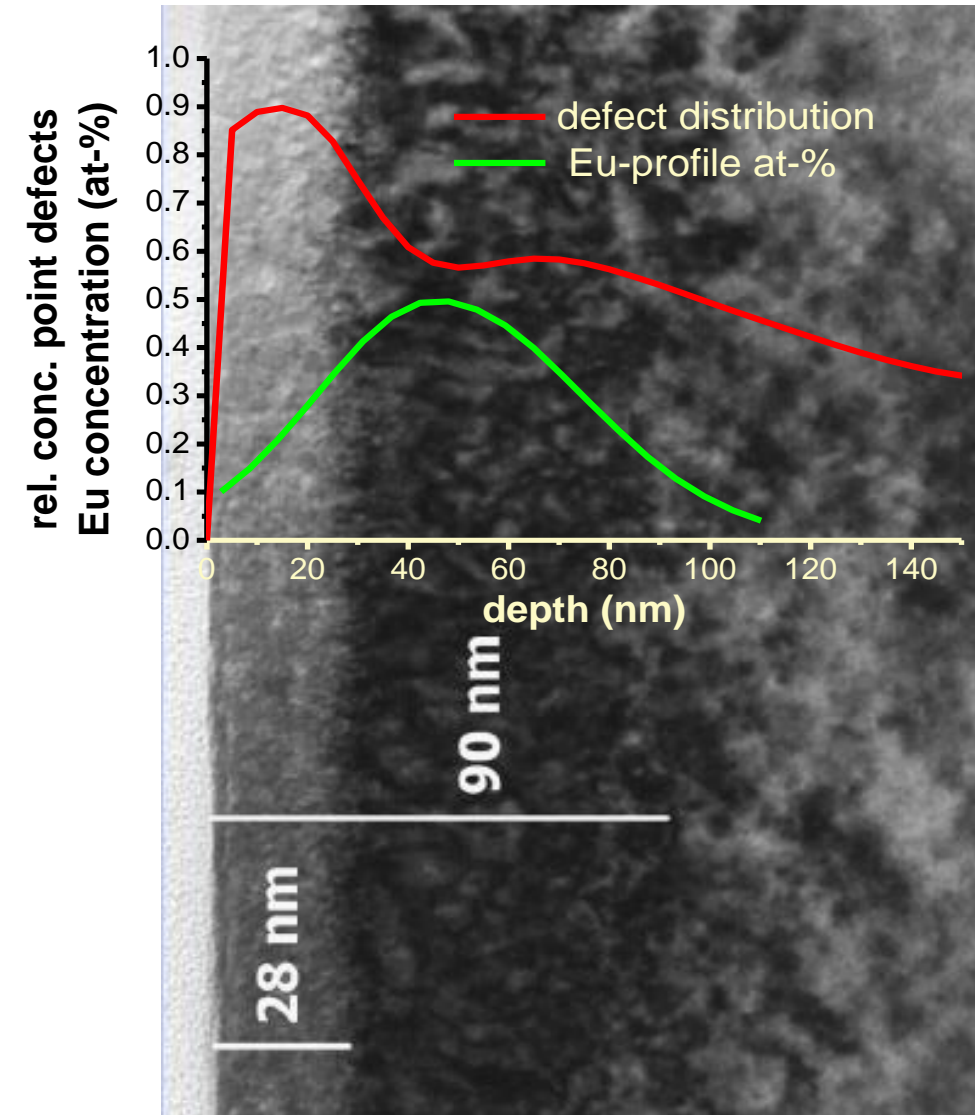 rel. conc. point defects
Eu concentration (at-%)
1.0
0.9
0.8
0.7
0.6
0.5
0.4
0.3
0.2
0.1
0.0
defect distribution
Eu-profile at-%
0 20 40 60 80 100 120 140
depth (nm)
90 nm
28 nm